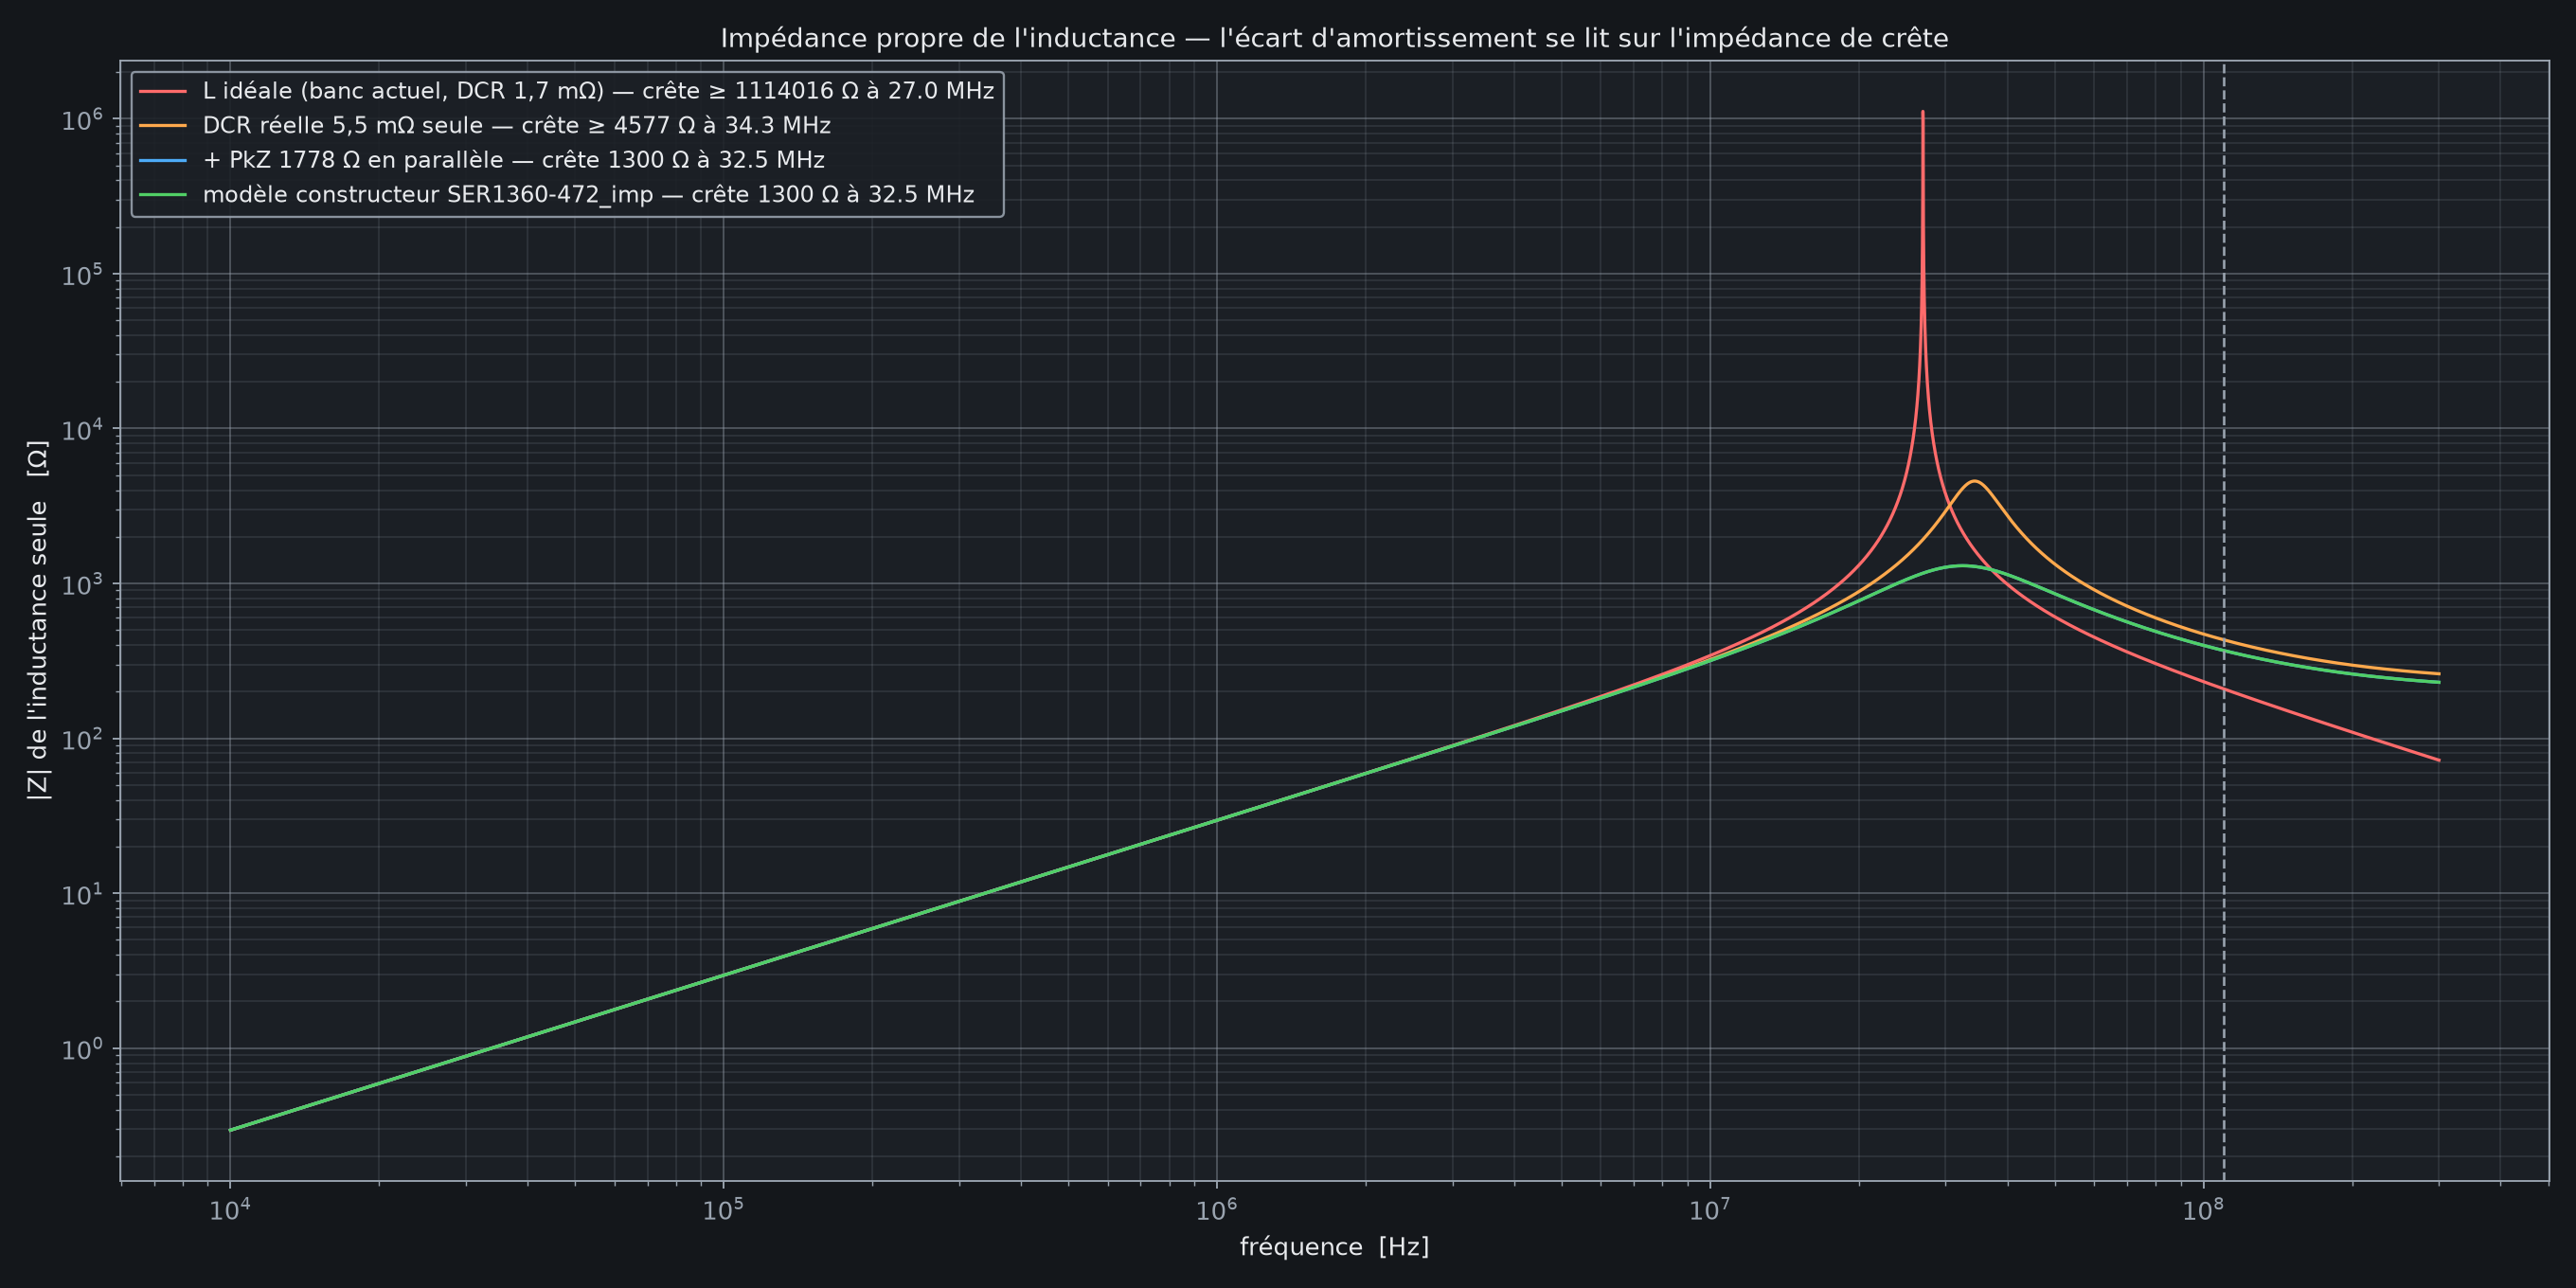 Impédance propre de l'inductance — l'écart d'amortissement se lit sur l'impédance de crête
L idéale (banc actuel, DCR 1,7 mΩ) — crête ≥ 1114016 Ω à 27.0 MHz
DCR réelle 5,5 mΩ seule — crête ≥ 4577 Ω à 34.3 MHz
+ PkZ 1778 Ω en parallèle — crête 1300 Ω à 32.5 MHz
modèle constructeur SER1360-472_imp — crête 1300 Ω à 32.5 MHz
|Z| de l'inductance seule [Ω]
10⁶
10⁵
10⁴
10³
10²
10¹
10⁰
10⁴ 10⁵ 10⁶ 10⁷ 10⁸
fréquence [Hz]